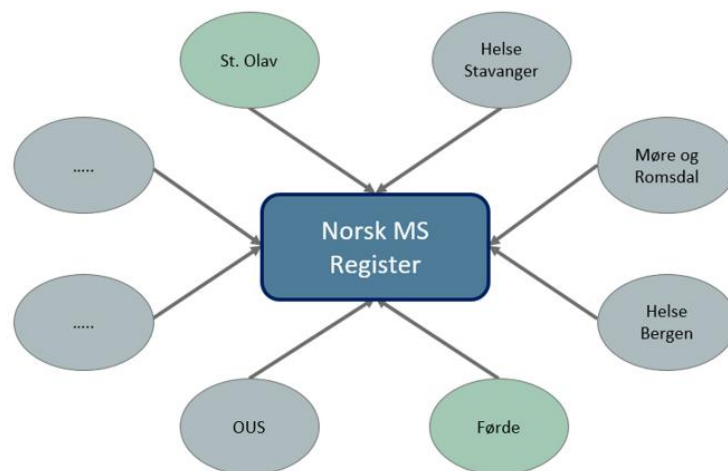 St. Olav
Helse
Stavanger
.....
Møre og
Romsdal
Norsk MS
Register
.....
Helse
Bergen
OUS
Førde